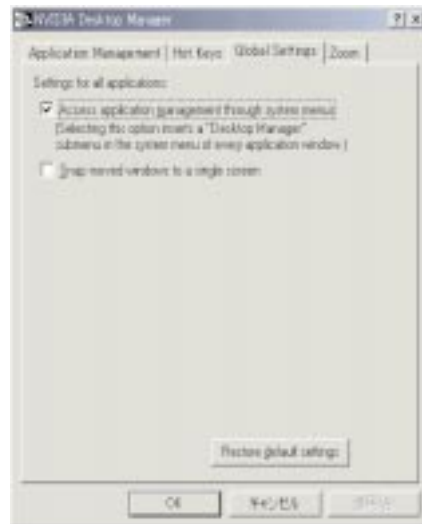 NVIDIA Desktop Manager
Application Management
Hot Keys
Global Settings
Zoom
Settings for all applications:
Access application management through system menus
(Selecting this option inserts a "Desktop Manager"
submenu in the system menu of every application window.)
Snap moved windows to a single screen
Restore default settings
OK
キャンセル